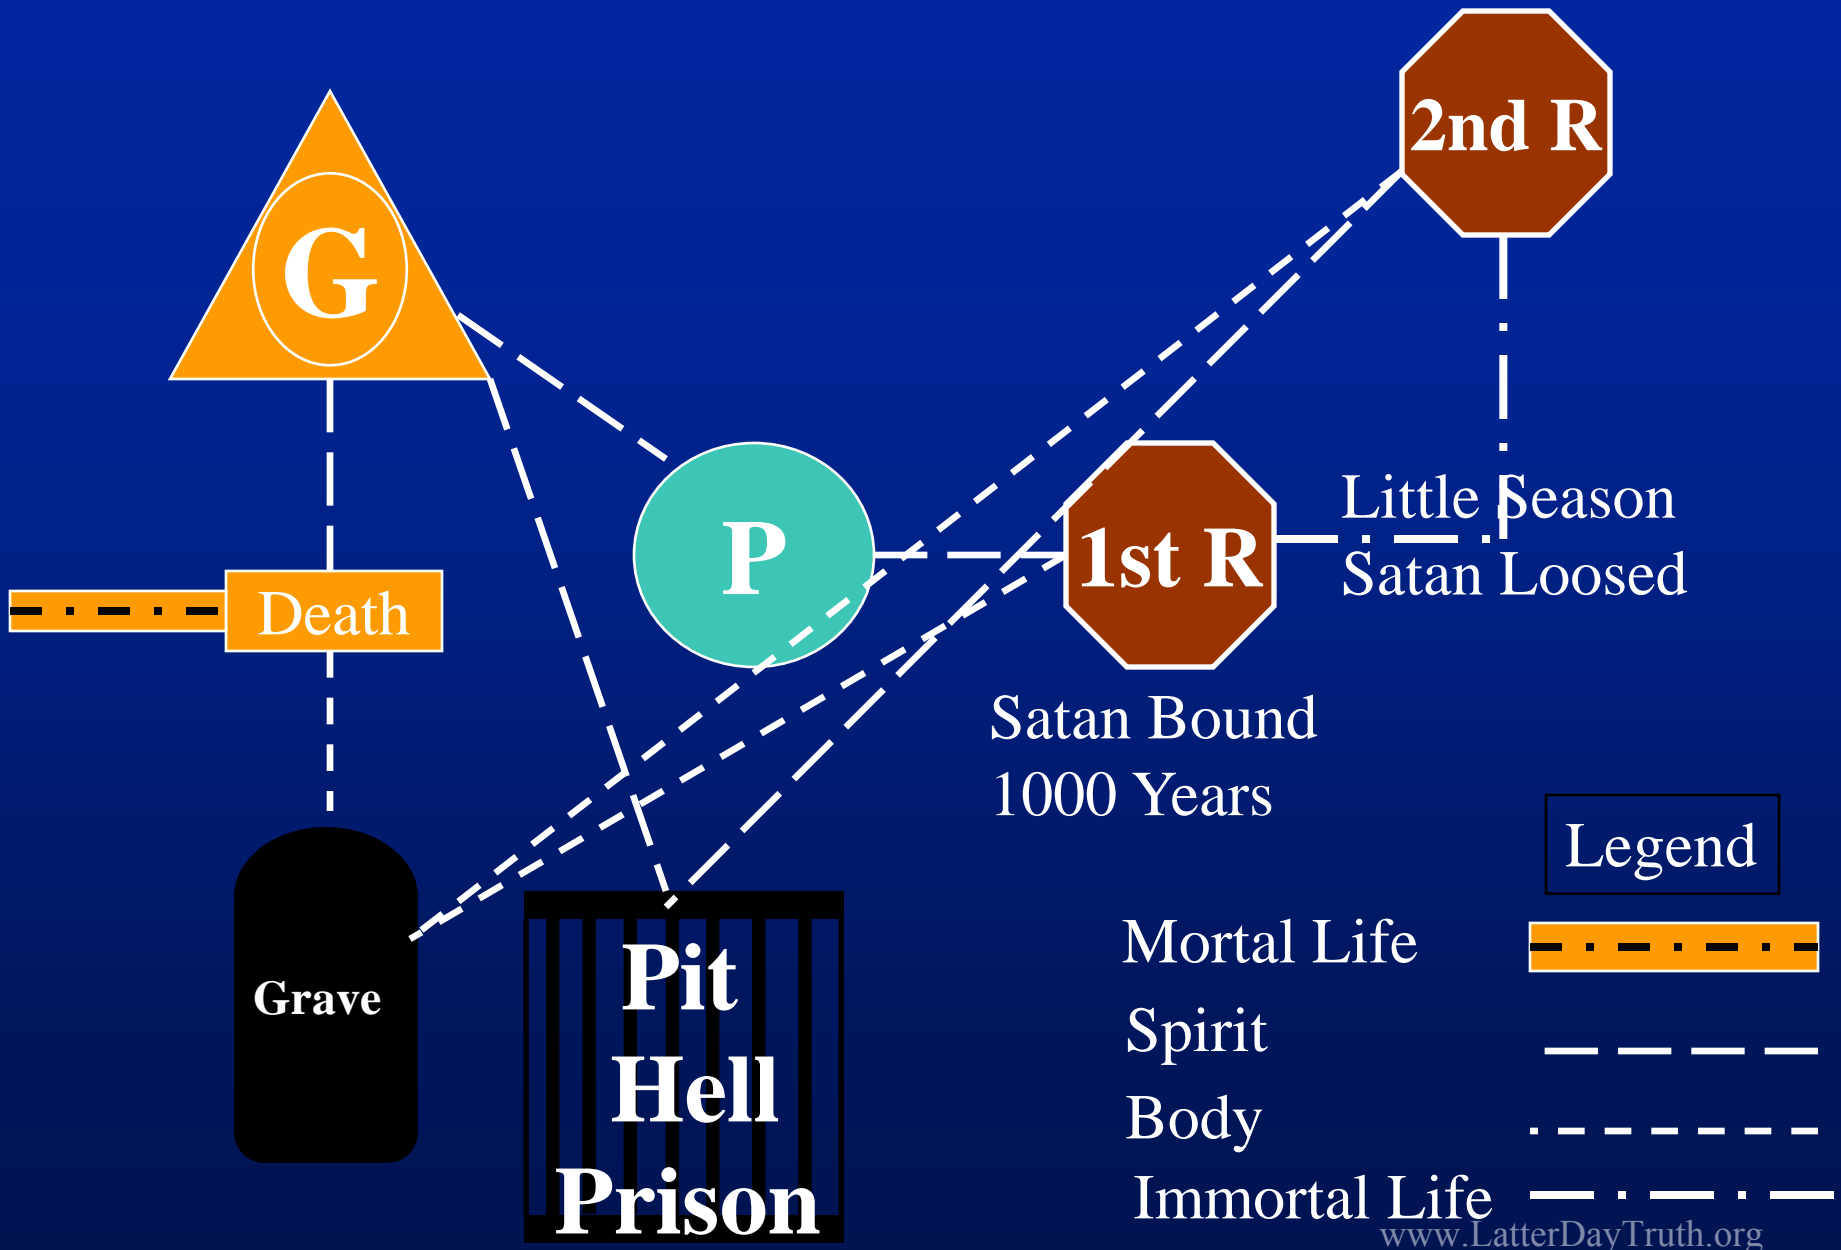 2nd R
G
P
1st R
Little Season
Satan Loosed
Death
Satan Bound
1000 Years
Grave
Pit
Hell
Prison
Legend
Mortal Life
Spirit
Body
Immortal Life
www.LatterDayTruth.org